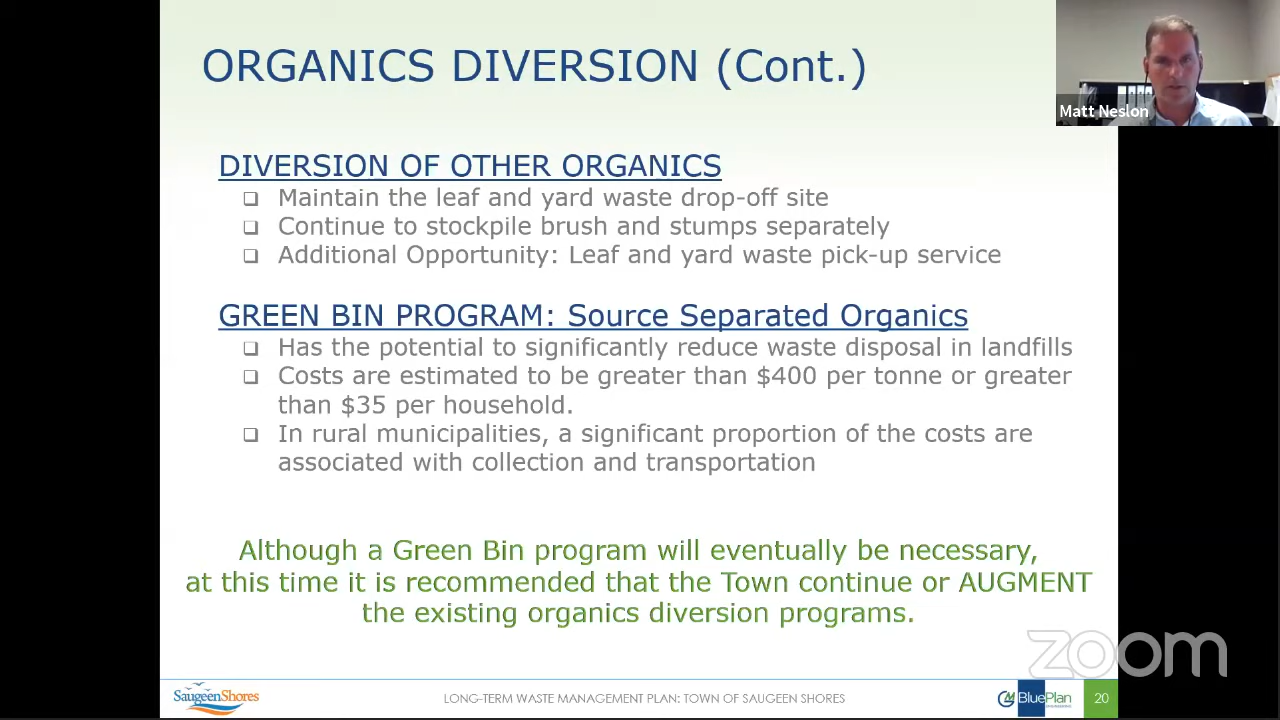 ORGANICS DIVERSION (Cont.)
Matt Neslon
DIVERSION OF OTHER ORGANICS
❑ Maintain the leaf and yard waste drop-off site
❑ Continue to stockpile brush and stumps separately
❑ Additional Opportunity: Leaf and yard waste pick-up service
GREEN BIN PROGRAM: Source Separated Organics
❑ Has the potential to significantly reduce waste disposal in landfills
❑ Costs are estimated to be greater than $400 per tonne or greater
than $35 per household.
❑ In rural municipalities, a significant proportion of the costs are
associated with collection and transportation
Although a Green Bin program will eventually be necessary,
at this time it is recommended that the Town continue or AUGMENT
the existing organics diversion programs.
zoom
SaugeenShores
LONG-TERM WASTE MANAGEMENT PLAN: TOWN OF SAUGEEN SHORES
BluePlan
ENGINEERING
20